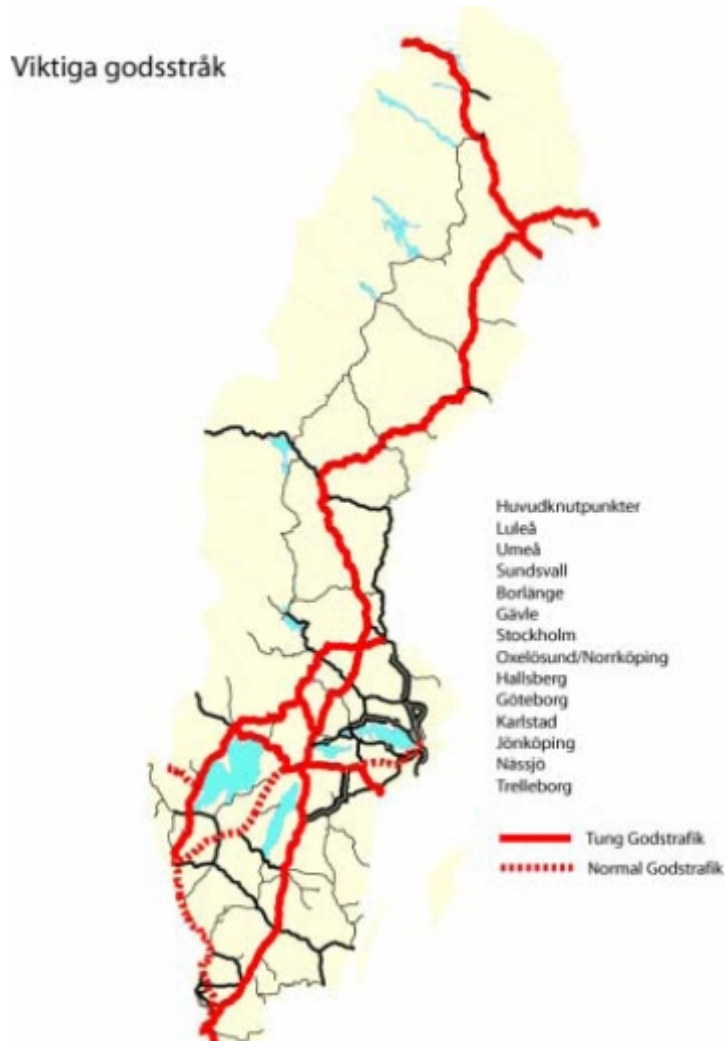 Viktiga godsstråk
Huvudknutpunkter
Luleå
Umeå
Sundsvall
Borlänge
Gävle
Stockholm
Oxelösund/Norrköping
Hallsberg
Göteborg
Karlstad
Jönköping
Nässjö
Trelleborg
Tung Godstrafik
Normal Godstrafik